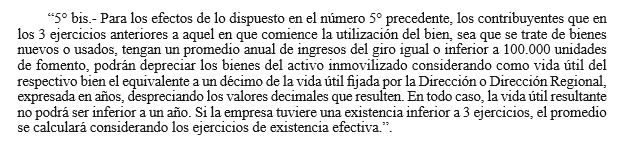 “5° bis.- Para los efectos de lo dispuesto en el número 5° precedente, los contribuyentes que en
los 3 ejercicios anteriores a aquel en que comience la utilización del bien, sea que se trate de bienes
nuevos o usados, tengan un promedio anual de ingresos del giro igual o inferior a 100.000 unidades
de fomento, podrán depreciar los bienes del activo inmovilizado considerando como vida útil del
respectivo bien el equivalente a un décimo de la vida útil fijada por la Dirección o Dirección Regional,
expresada en años, despreciando los valores decimales que resulten. En todo caso, la vida útil resultante
no podrá ser inferior a un año. Si la empresa tuviere una existencia inferior a 3 ejercicios, el promedio
se calculará considerando los ejercicios de existencia efectiva.”.